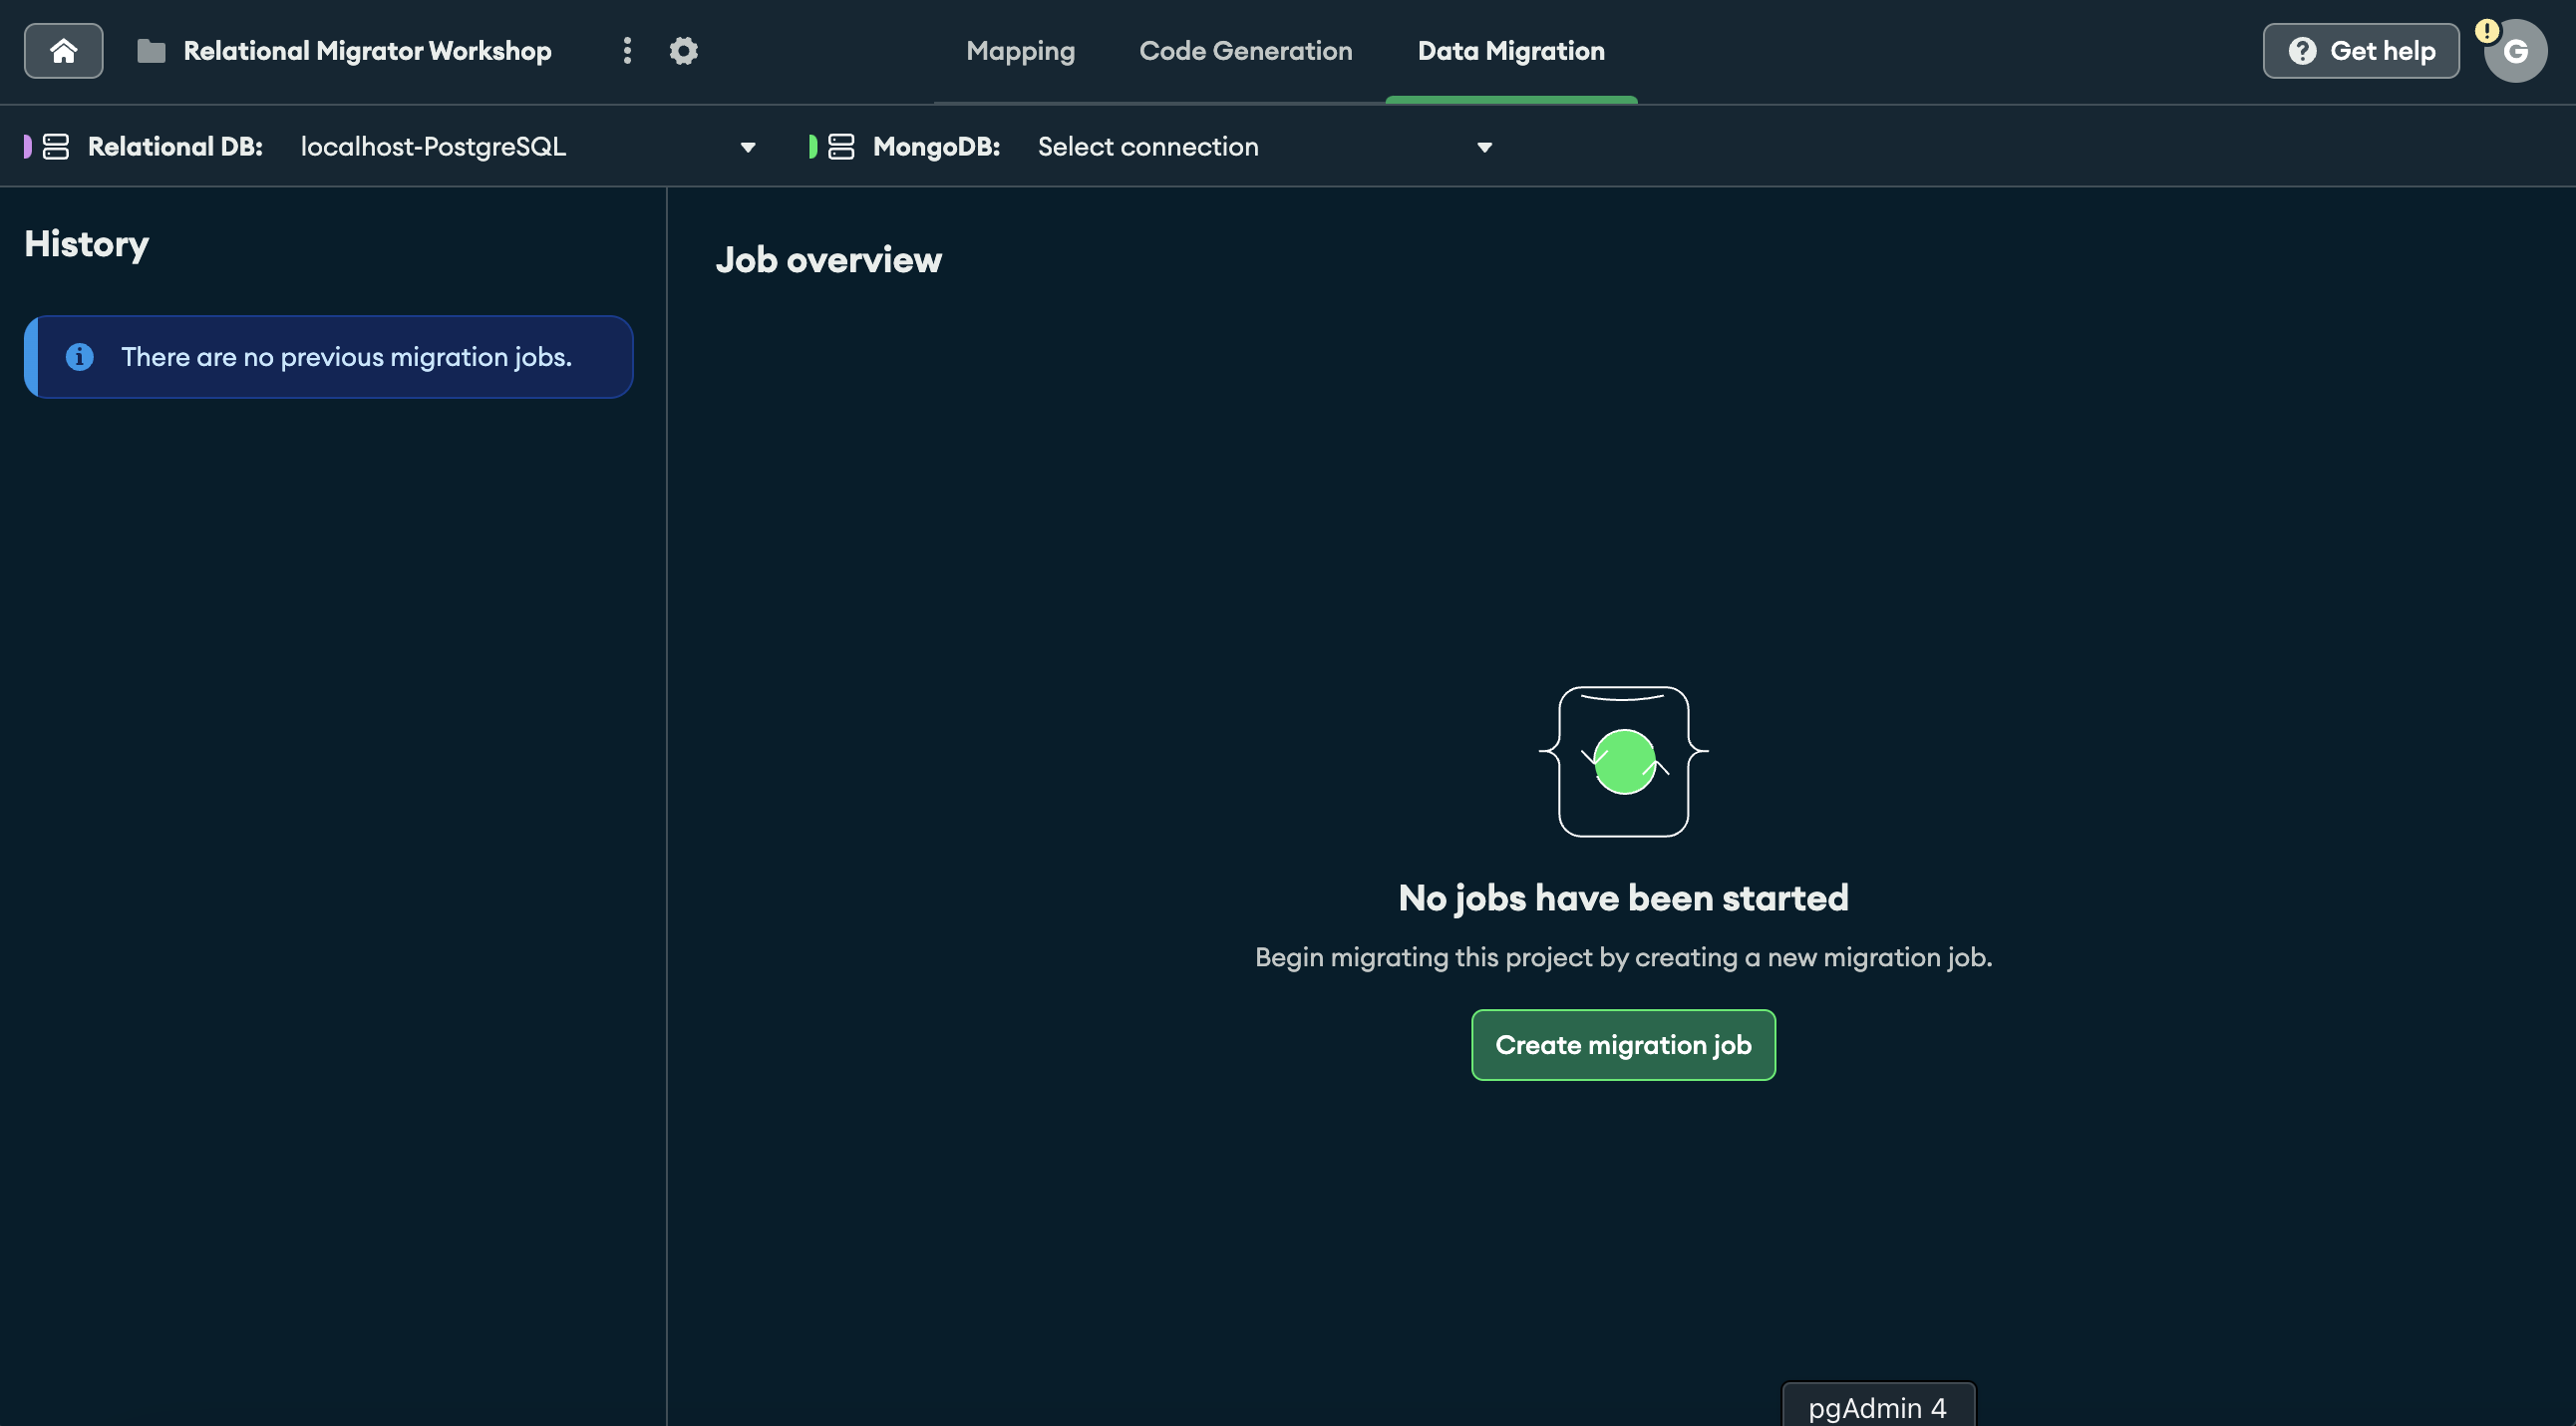 Relational Migrator Workshop
Mapping
Code Generation
Data Migration
Get help
G
Relational DB: localhost-PostgreSQL
MongoDB: Select connection
History
There are no previous migration jobs.
Job overview
No jobs have been started
Begin migrating this project by creating a new migration job.
Create migration job
pgAdmin 4